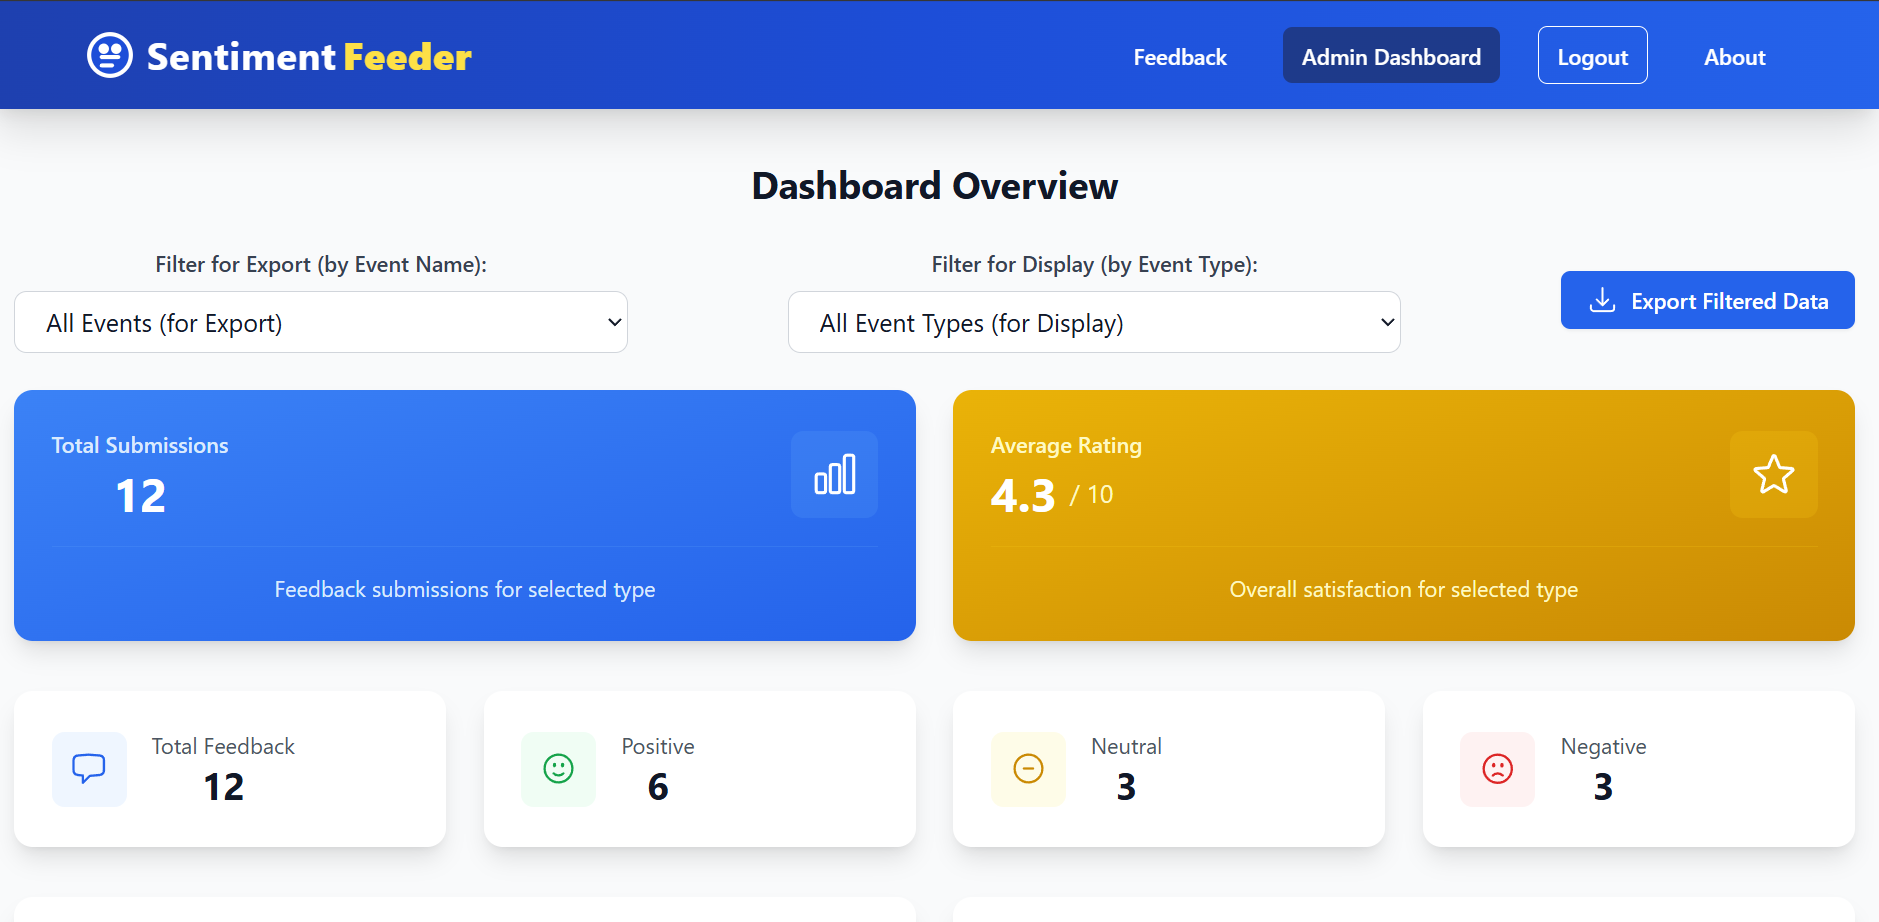 Sentiment Feeder
Feedback
Admin Dashboard
Logout
About
Dashboard Overview
Filter for Export (by Event Name):
All Events (for Export)
Filter for Display (by Event Type):
All Event Types (for Display)
Export Filtered Data
Total Submissions
12
Feedback submissions for selected type
Average Rating
4.3 / 10
Overall satisfaction for selected type
Total Feedback
12
Positive
6
Neutral
3
Negative
3